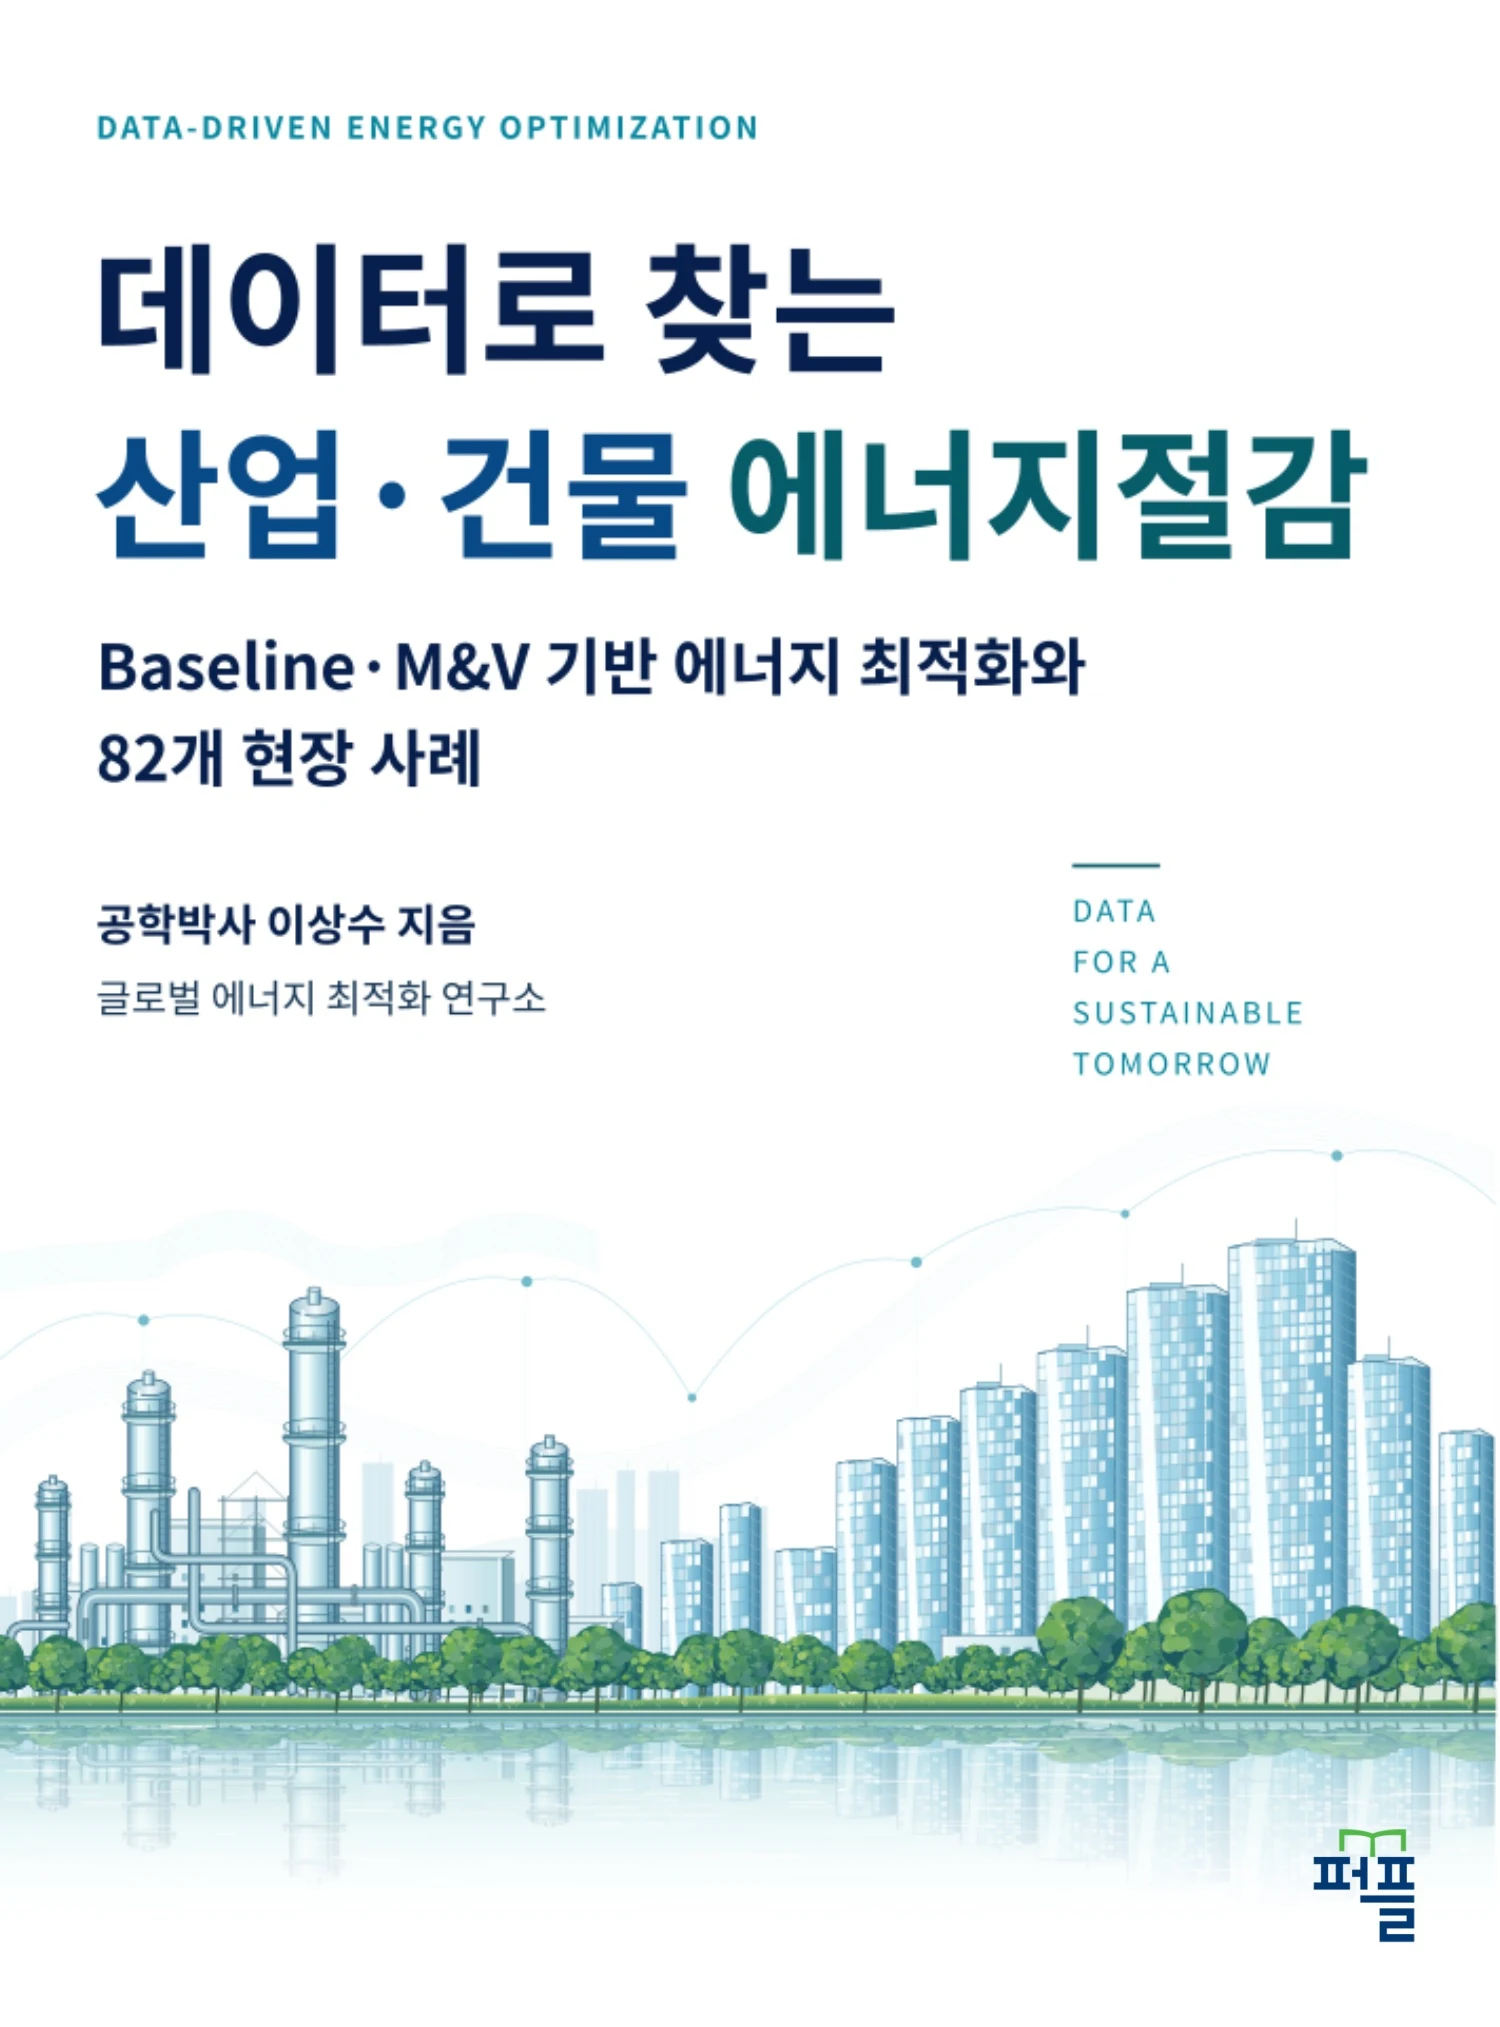 DATA-DRIVEN ENERGY OPTIMIZATION
데이터로 찾는
산업·건물 에너지절감
Baseline·M&V 기반 에너지 최적화와
82개 현장 사례
공학박사 이상수 지음
글로벌 에너지 최적화 연구소
DATA
FOR A
SUSTAINABLE
TOMORROW
퍼플